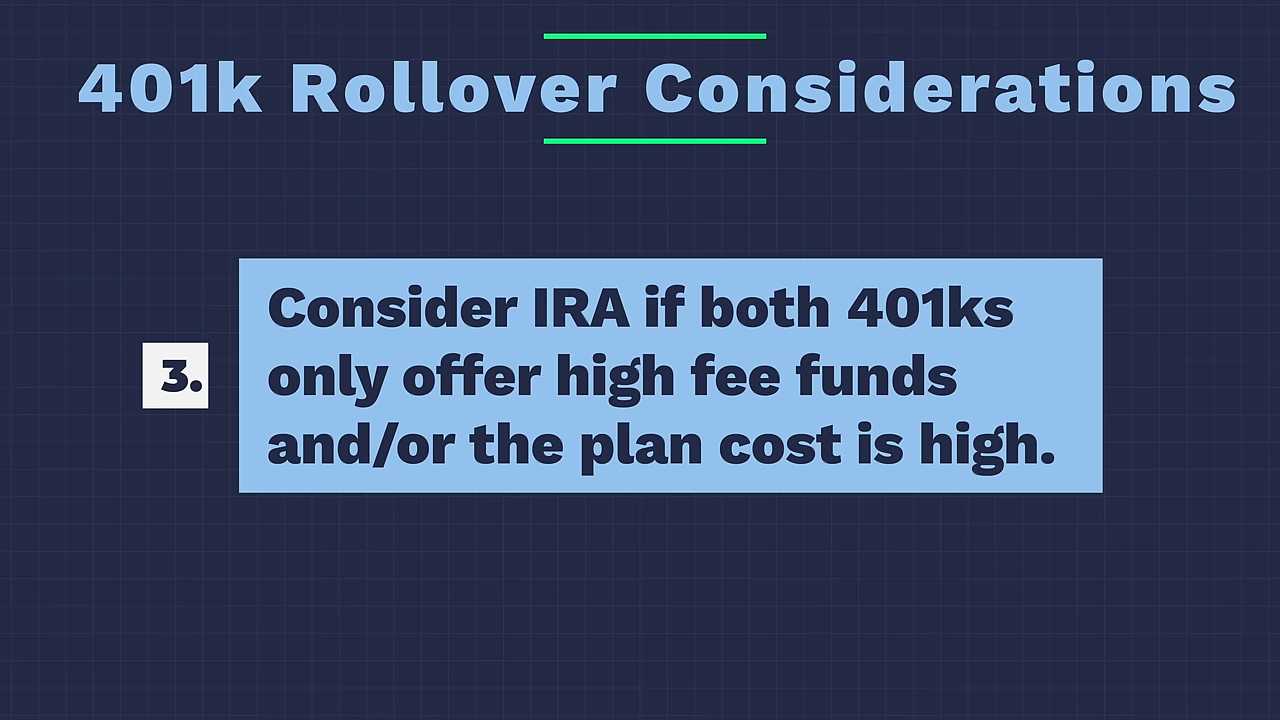 401k Rollover Considerations
3.
Consider IRA if both 401ks
only offer high fee funds
and/or the plan cost is high.